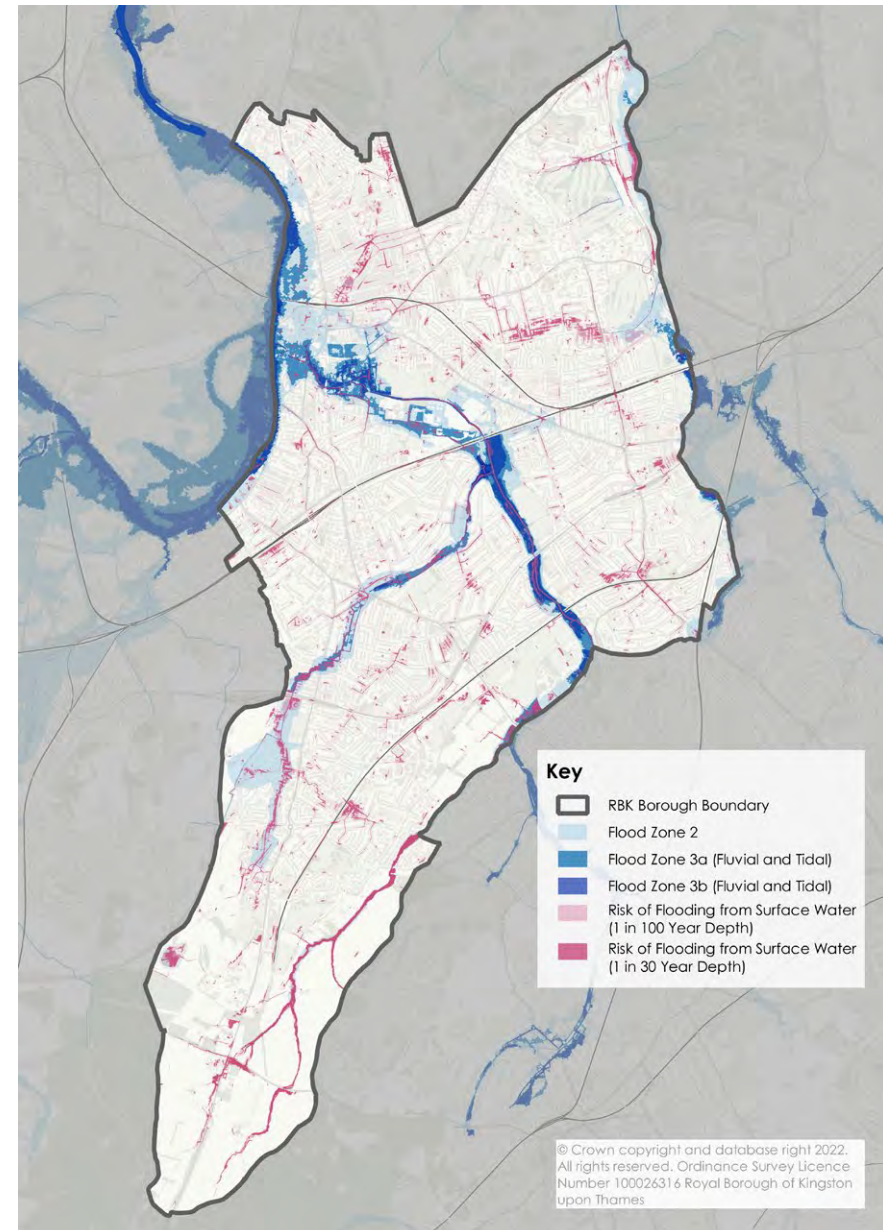 Key
RBK Borough Boundary
Flood Zone 2
Flood Zone 3a (Fluvial and Tidal)
Flood Zone 3b (Fluvial and Tidal)
Risk of Flooding from Surface Water
(1 in 100 Year Depth)
Risk of Flooding from Surface Water
(1 in 30 Year Depth)
© Crown copyright and database right 2022.
All rights reserved. Ordinance Survey Licence
Number 100026316 Royal Borough of Kingston
upon Thames